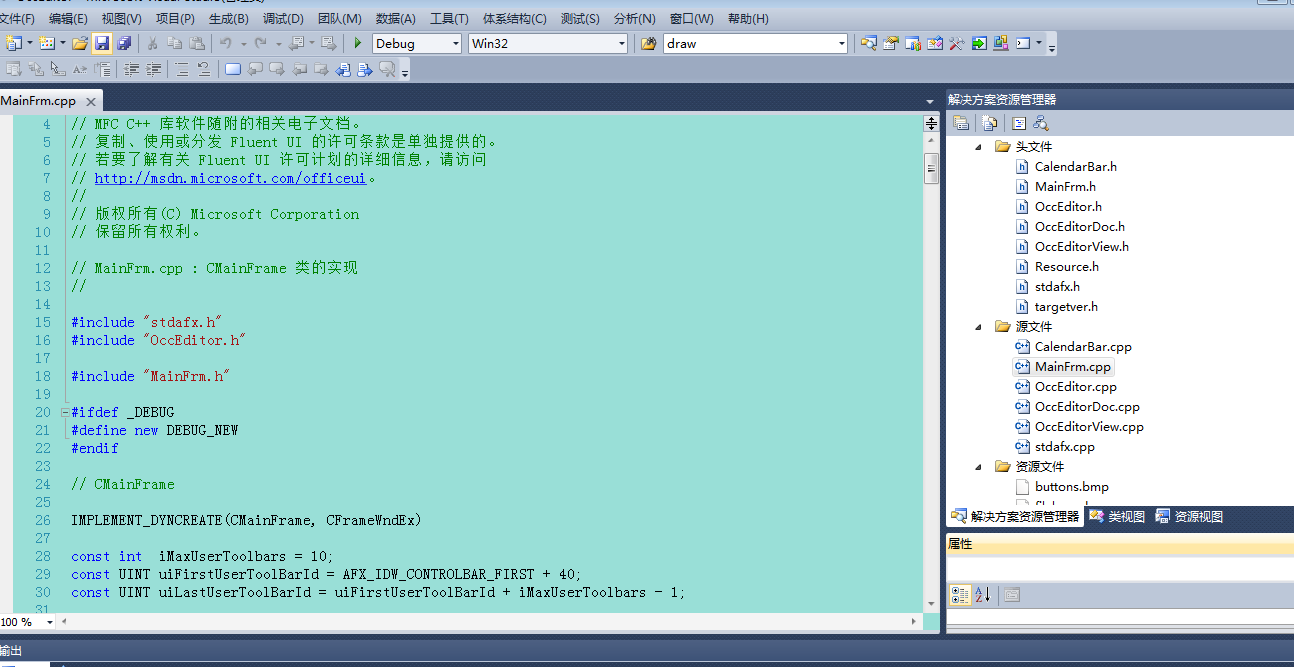 文件(F) 编辑(E) 视图(V) 项目(P) 生成(B) 调试(D) 团队(M) 数据(A) 工具(T) 体系结构(C) 测试(S) 分析(N) 窗口(W) 帮助(H)
Debug Win32 draw
MainFrm.cpp
4 // MFC C++ 库软件随附的相关电子文档。
5 // 复制、使用或分发 Fluent UI 的许可条款是单独提供的。
6 // 若要了解有关 Fluent UI 许可计划的详细信息，请访问
7 // http://msdn.microsoft.com/officeui。
8 //
9 // 版权所有(C) Microsoft Corporation
10 // 保留所有权利。
11
12 // MainFrm.cpp : CMainFrame 类的实现
13 //
14
15 #include "stdafx.h"
16 #include "OccEditor.h"
17
18 #include "MainFrm.h"
19
20 #ifdef _DEBUG
21 #define new DEBUG_NEW
22 #endif
23
24 // CMainFrame
25
26 IMPLEMENT_DYNCREATE(CMainFrame, CFrameWndEx)
27
28 const int  iMaxUserToolbars = 10;
29 const UINT uiFirstUserToolBarId = AFX_IDW_CONTROLBAR_FIRST + 40;
30 const UINT uiLastUserToolBarId = uiFirstUserToolBarId + iMaxUserToolbars - 1;
31
100 %
输出
解决方案资源管理器
头文件
CalendarBar.h
MainFrm.h
OccEditor.h
OccEditorDoc.h
OccEditorView.h
Resource.h
stdafx.h
targetver.h
源文件
CalendarBar.cpp
MainFrm.cpp
OccEditor.cpp
OccEditorDoc.cpp
OccEditorView.cpp
stdafx.cpp
资源文件
buttons.bmp
解决方案资源管理器 类视图 资源视图
属性